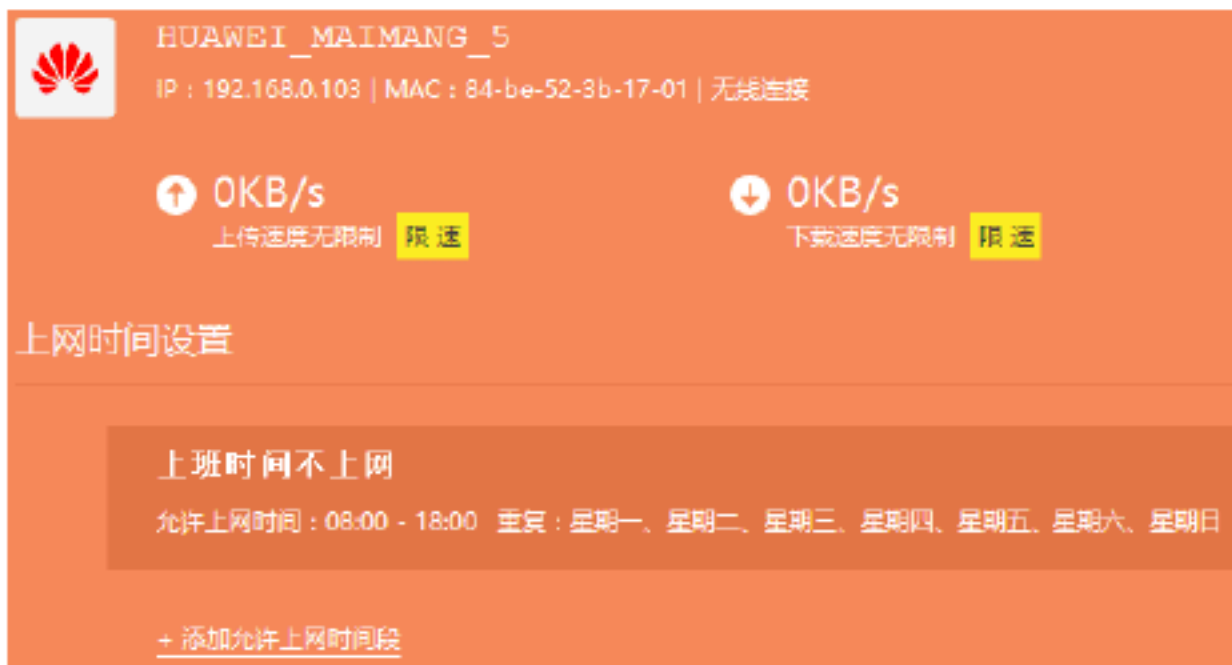 HUAWEI_MAIMANG_5
IP：192.168.0.103 | MAC：84-be-52-3b-17-01 | 无线连接
0KB/s
上传速度无限制 限速
0KB/s
下载速度无限制 限速
上网时间设置
上班时间不上网
允许上网时间：08:00 - 18:00 重复：星期一、星期二、星期三、星期四、星期五、星期六、星期日
+ 添加允许上网时间段